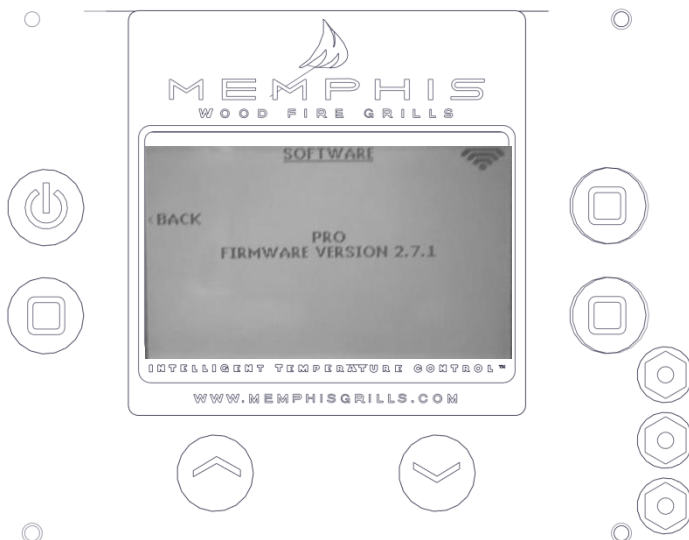 MEMPHIS
WOOD FIRE GRILLS
SOFTWARE
‹BACK
PRO
FIRMWARE VERSION 2.7.1
INTELLIGENT TEMPERATURE CONTROL™
WWW.MEMPHISGRILLS.COM